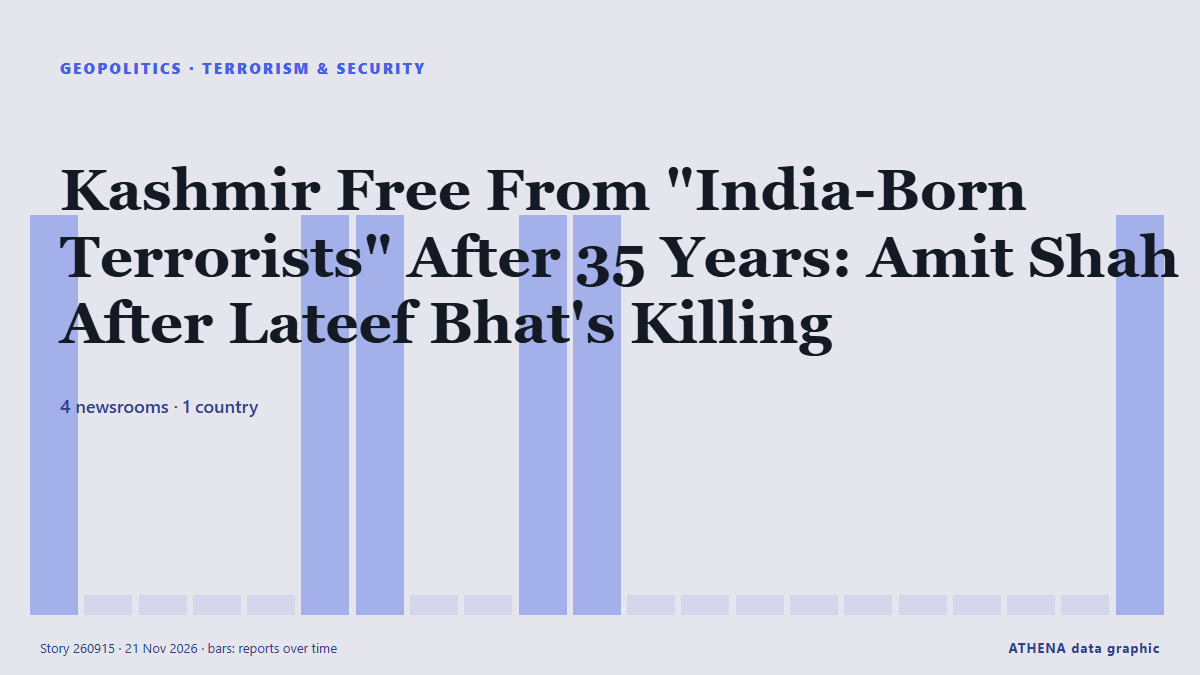 GEOPOLITICS · TERRORISM & SECURITY
Kashmir Free From "India-Born
Terrorists" After 35 Years: Amit Shah
After Lateef Bhat's Killing
4 newsrooms · 1 country
Story 260915 · 21 Nov 2026 · bars: reports over time
ATHENA data graphic